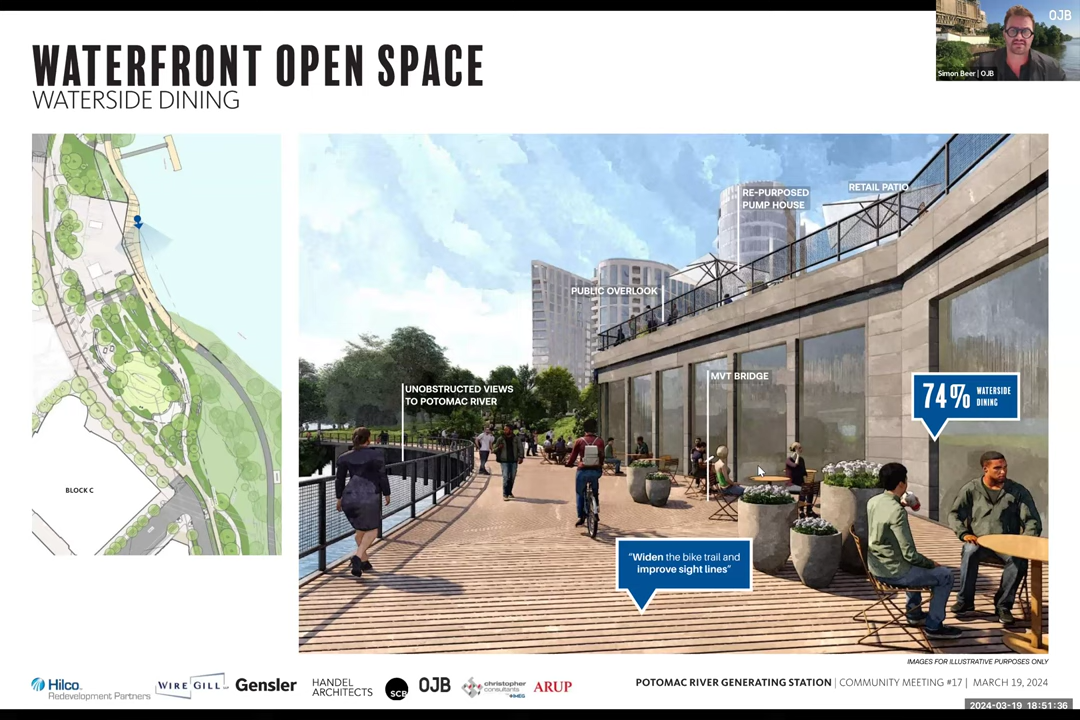 WATERFRONT OPEN SPACE
WATERSIDE DINING
OJB
Simon Beer | OJB
RE-PURPOSED
PUMP HOUSE
RETAIL PATIO
PUBLIC OVERLOOK
UNOBSTRUCTED VIEWS
TO POTOMAC RIVER
MVT BRIDGE
74% WATERSIDE
DINING
BLOCK C
"Widen the bike trail and
improve sight lines"
IMAGES FOR ILLUSTRATIVE PURPOSES ONLY
Hilco
Redevelopment Partners
WIRE GILL
Gensler
HANDEL
ARCHITECTS
SCB
OJB
christopher
consultants
ARUP
POTOMAC RIVER GENERATING STATION | COMMUNITY MEETING #17 | MARCH 19, 2024
2024-03-19 18:51:36